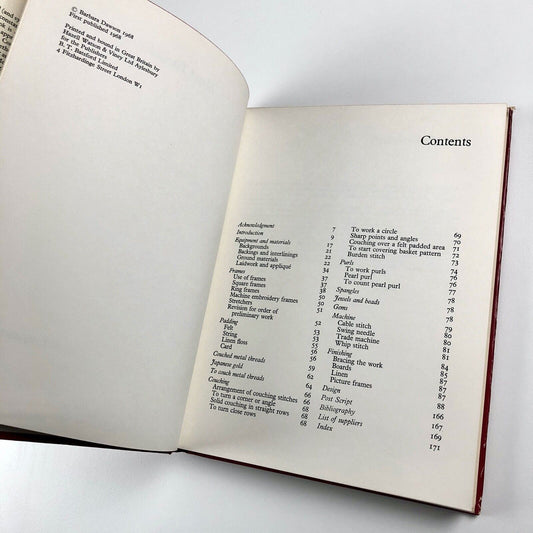 © Barbara Dawson 1968
First published 1968
Printed and bound in Great Britain by
Hazell Watson & Viney Ltd Aylesbury
for the Publishers
B. T. Batsford Limited
4 Fitzhardinge Street London W1
Contents
Acknowledgment
Introduction
Equipment and materials
Backgrounds
Backings and interlinings
Ground materials
Laidwork and appliqué
Frames
Use of frames
Square frames
Ring frames
Machine embroidery frames
Stretchers
Revision for order of
preliminary work
Padding
Felt
String
Linen floss
Card
Couched metal threads
Japanese gold
To couch metal threads
Couching
Arrangement of couching stitches
To turn a corner or angle
Solid couching in straight rows
To turn close rows
7
9
17
21
22
22
38
50
50
51
52
53
53
55
56
56
59
62
64
66
66
68
68
To work a circle
Sharp points and angles
Couching over a felt padded area
To start covering basket pattern
Burden stitch
Purls
To work purls
Pearl purl
To count pearl purl
Spangles
Jewels and beads
Gems
Machine
Cable stitch
Swing needle
Trade machine
Whip stitch
Finishing
Bracing the work
Boards
Linen
Picture frames
Design
Post Script
Bibliography
List of suppliers
Index
69
70
71
72
73
74
76
76
77
78
78
78
79
80
80
81
81
84
85
87
87
87
88
166
167
169
171